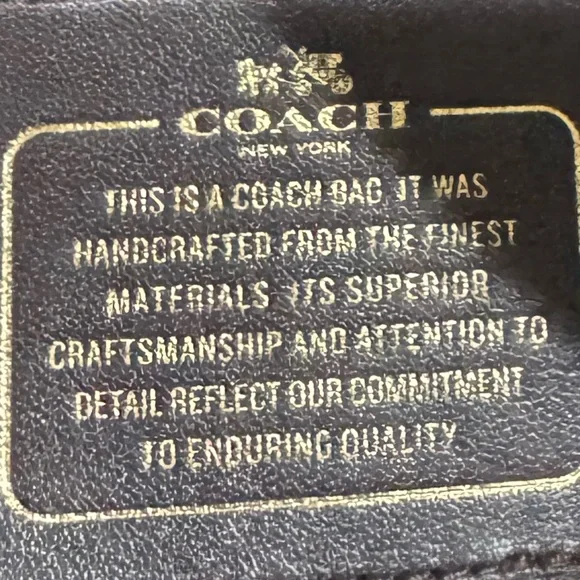 COACH
NEW YORK
THIS IS A COACH BAG. IT WAS
HANDCRAFTED FROM THE FINEST
MATERIALS. ITS SUPERIOR
CRAFTSMANSHIP AND ATTENTION TO
DETAIL REFLECT OUR COMMITMENT
TO ENDURING QUALITY